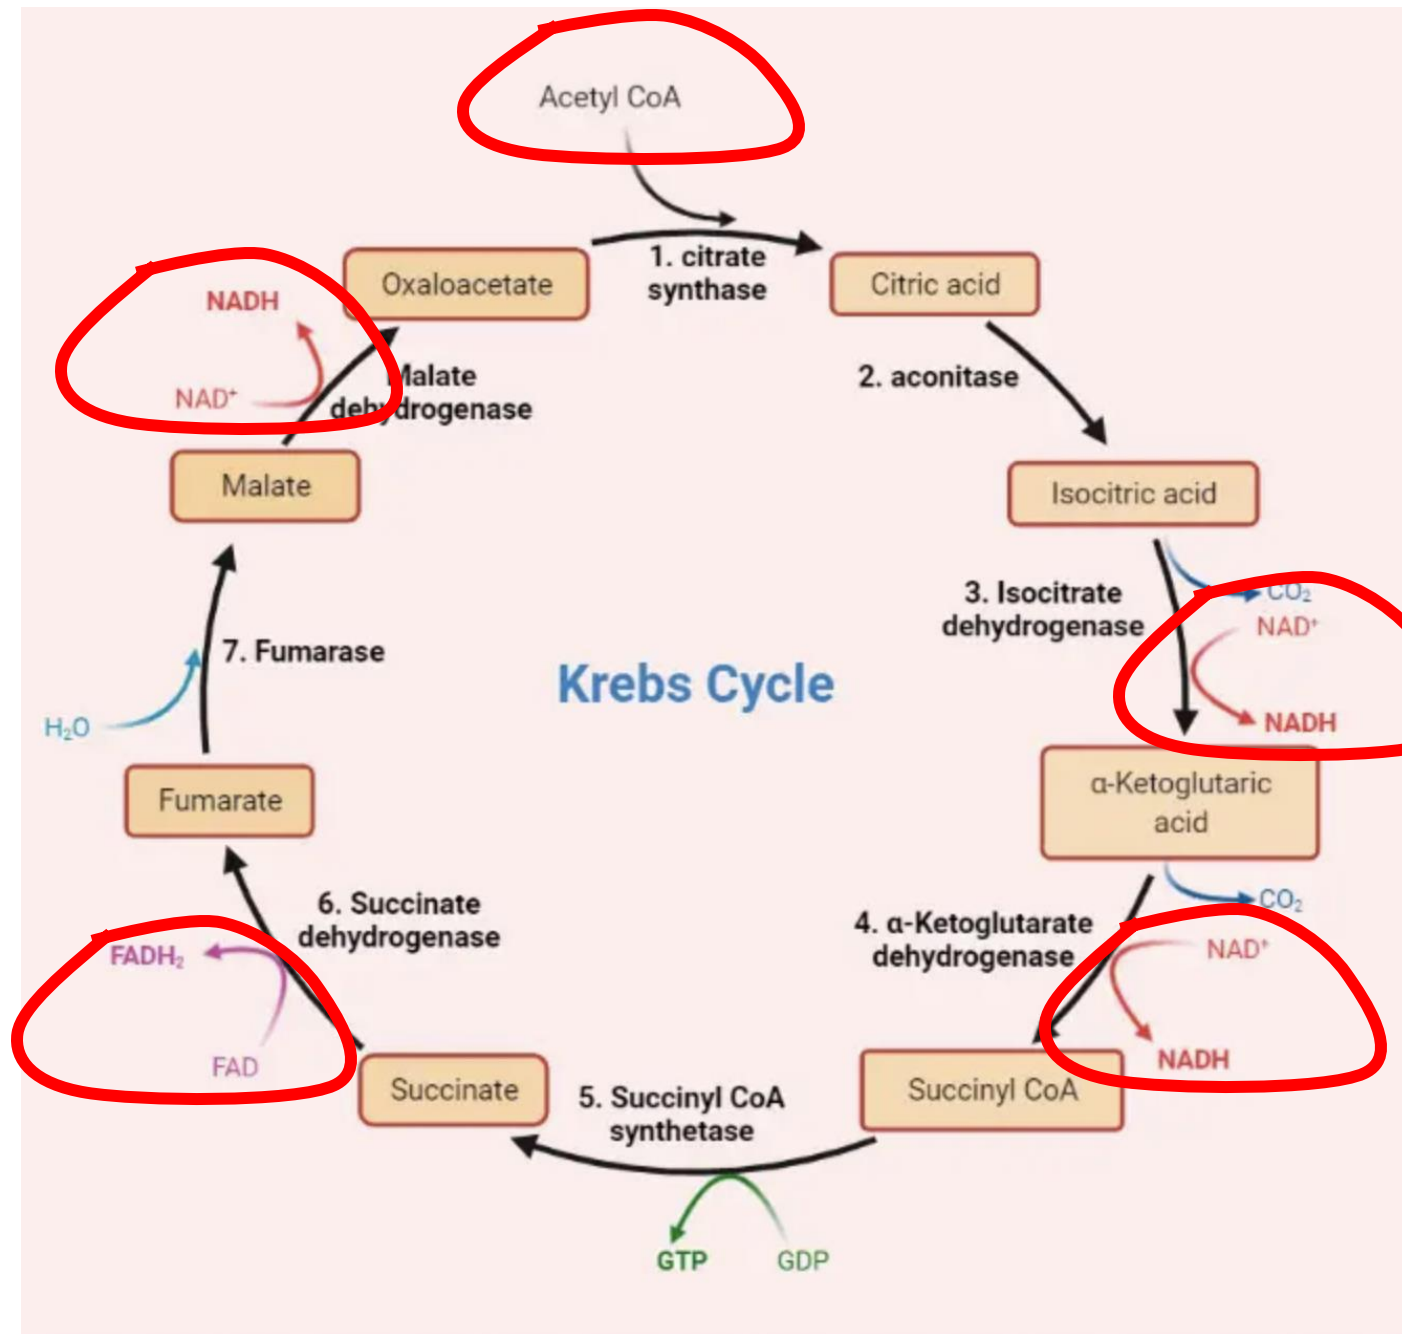 Acetyl CoA
Oxaloacetate
1. citrate
synthase
Citric acid
2. aconitase
Isocitric acid
3. Isocitrate
dehydrogenase
CO₂
NAD⁺
NADH
α-Ketoglutaric
acid
4. α-Ketoglutarate
dehydrogenase
CO₂
NAD⁺
NADH
Succinyl CoA
5. Succinyl CoA
synthetase
GTP
GDP
Succinate
6. Succinate
dehydrogenase
FADH₂
FAD
Fumarate
7. Fumarase
H₂O
Malate
Malate
dehydrogenase
NADH
NAD⁺
Krebs Cycle